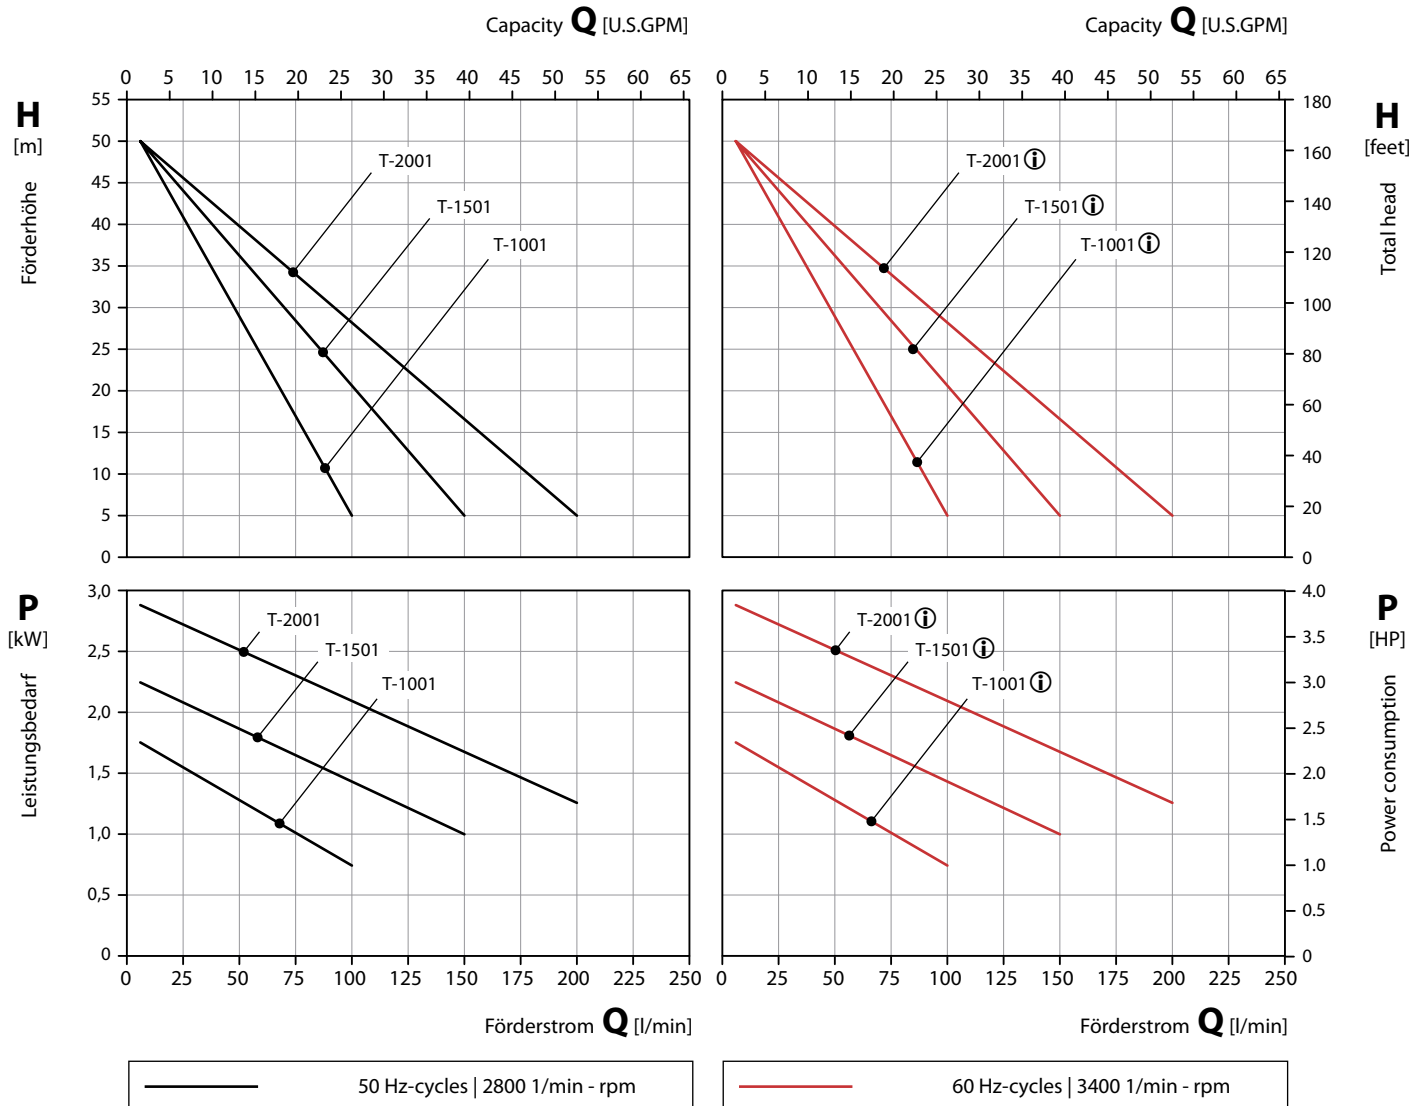 Capacity Q [U.S.GPM]
Capacity Q [U.S.GPM]
0 5 10 15 20 25 30 35 40 45 50 55 60 65
0 5 10 15 20 25 30 35 40 45 50 55 60 65
H
[m]
Förderhöhe
55
50
45
40
35
30
25
20
15
10
5
0
T-2001
T-1501
T-1001
T-2001 i
T-1501 i
T-1001 i
180
160
140
120
100
80
60
40
20
0
H
[feet]
Total head
P
[kW]
Leistungsbedarf
3,0
2,5
2,0
1,5
1,0
0,5
0
T-2001
T-1501
T-1001
T-2001 i
T-1501 i
T-1001 i
4.0
3.5
3.0
2.5
2.0
1.5
1.0
0.5
0
P
[HP]
Power consumption
0 25 50 75 100 125 150 175 200 225 250
0 25 50 75 100 125 150 175 200 225 250
Förderstrom Q [l/min]
Förderstrom Q [l/min]
50 Hz-cycles | 2800 1/min - rpm
60 Hz-cycles | 3400 1/min - rpm